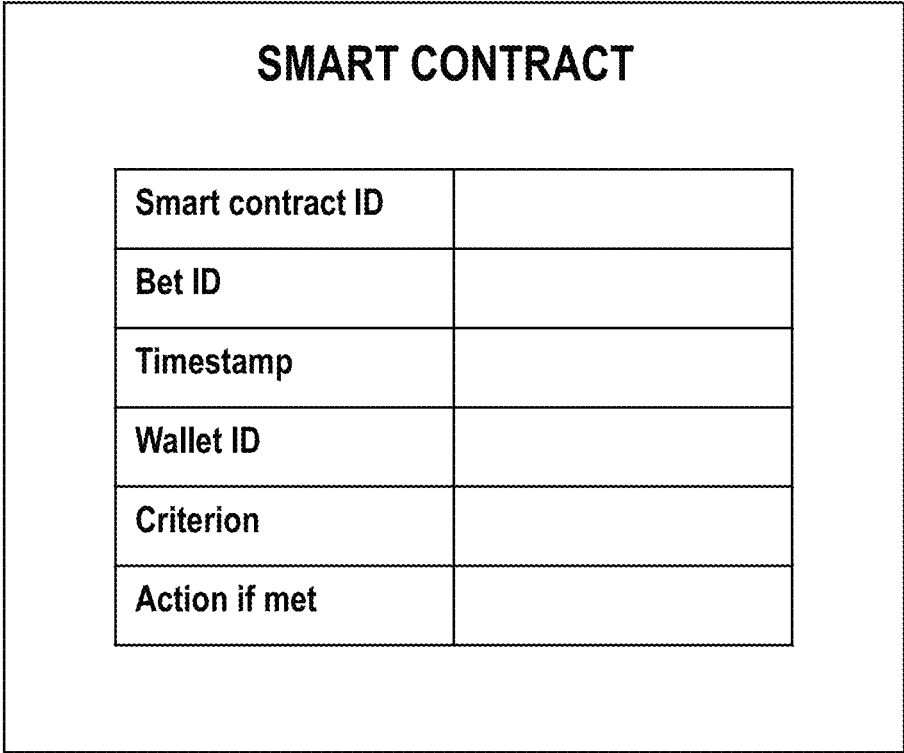 SMART CONTRACT
Smart contract ID
Bet ID
Timestamp
Wallet ID
Criterion
Action if met